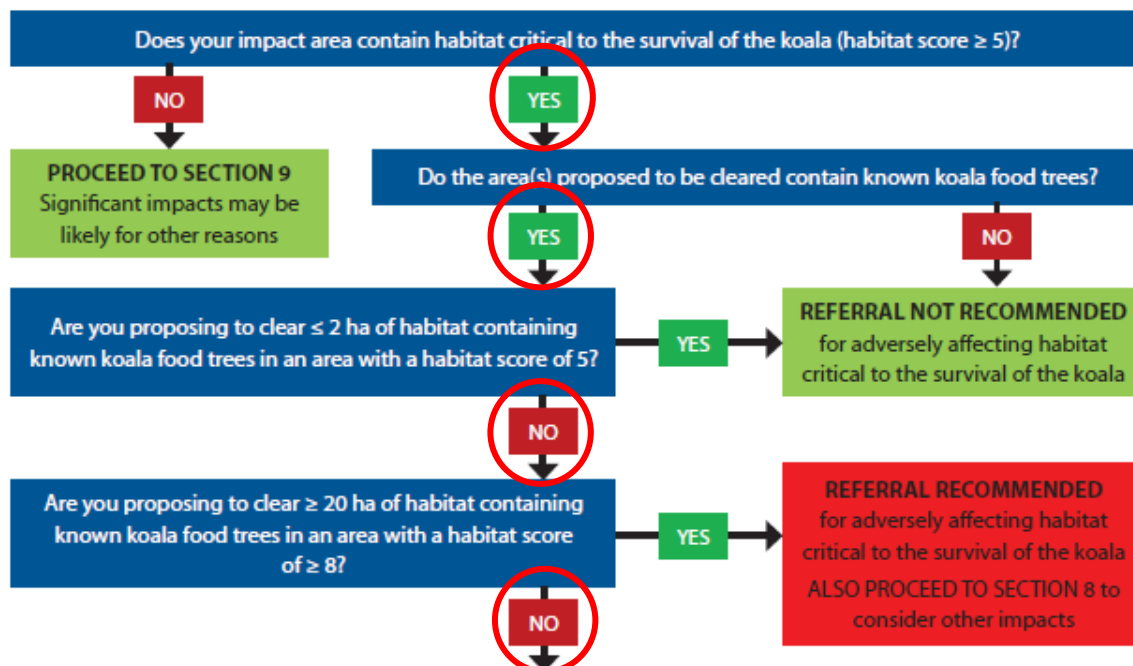 Does your impact area contain habitat critical to the survival of the koala (habitat score ≥ 5)?
NO
YES
PROCEED TO SECTION 9
Significant impacts may be
likely for other reasons
Do the area(s) proposed to be cleared contain known koala food trees?
YES
NO
Are you proposing to clear ≤ 2 ha of habitat containing
known koala food trees in an area with a habitat score of 5?
YES
REFERRAL NOT RECOMMENDED
for adversely affecting habitat
critical to the survival of the koala
NO
Are you proposing to clear ≥ 20 ha of habitat containing
known koala food trees in an area with a habitat score
of ≥ 8?
YES
REFERRAL RECOMMENDED
for adversely affecting habitat
critical to the survival of the koala
ALSO PROCEED TO SECTION 8 to
consider other impacts
NO